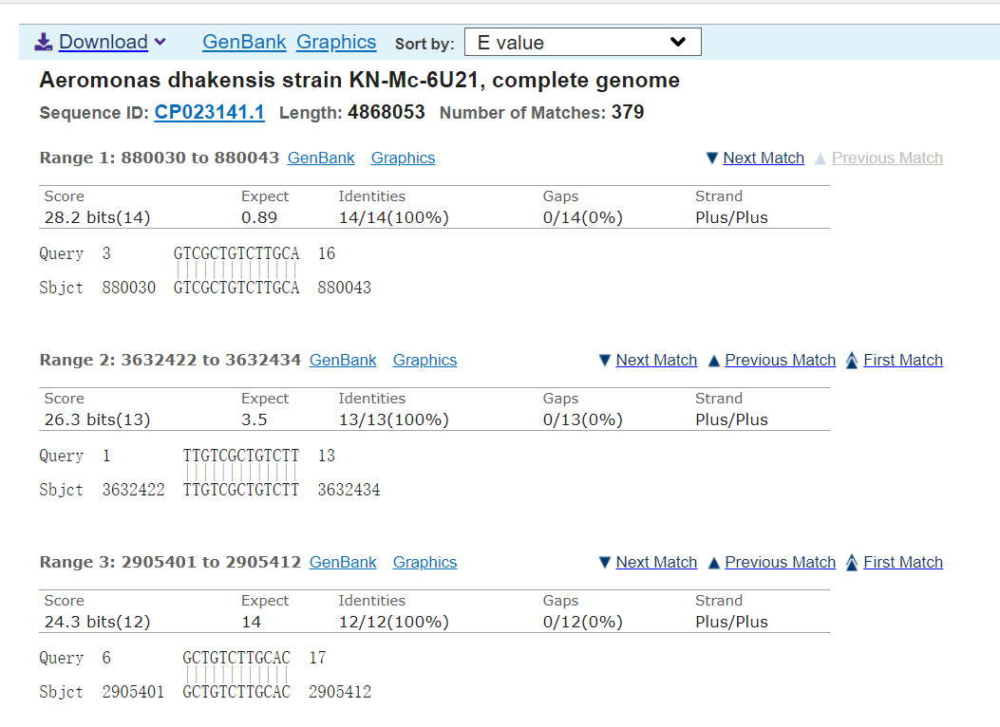 Download GenBank Graphics Sort by: E value
Aeromonas dhakensis strain KN-Mc-6U21, complete genome
Sequence ID: CP023141.1 Length: 4868053 Number of Matches: 379
Range 1: 880030 to 880043 GenBank Graphics Next Match Previous Match
Score Expect Identities Gaps Strand
28.2 bits(14) 0.89 14/14(100%) 0/14(0%) Plus/Plus
Query 3 GTCGCTGTCTTGCA 16
Sbjct 880030 GTCGCTGTCTTGCA 880043
Range 2: 3632422 to 3632434 GenBank Graphics Next Match Previous Match First Match
Score Expect Identities Gaps Strand
26.3 bits(13) 3.5 13/13(100%) 0/13(0%) Plus/Plus
Query 1 TTGTCGCTGTCTT 13
Sbjct 3632422 TTGTCGCTGTCTT 3632434
Range 3: 2905401 to 2905412 GenBank Graphics Next Match Previous Match First Match
Score Expect Identities Gaps Strand
24.3 bits(12) 14 12/12(100%) 0/12(0%) Plus/Plus
Query 6 GCTGTCTTGCAC 17
Sbjct 2905401 GCTGTCTTGCAC 2905412